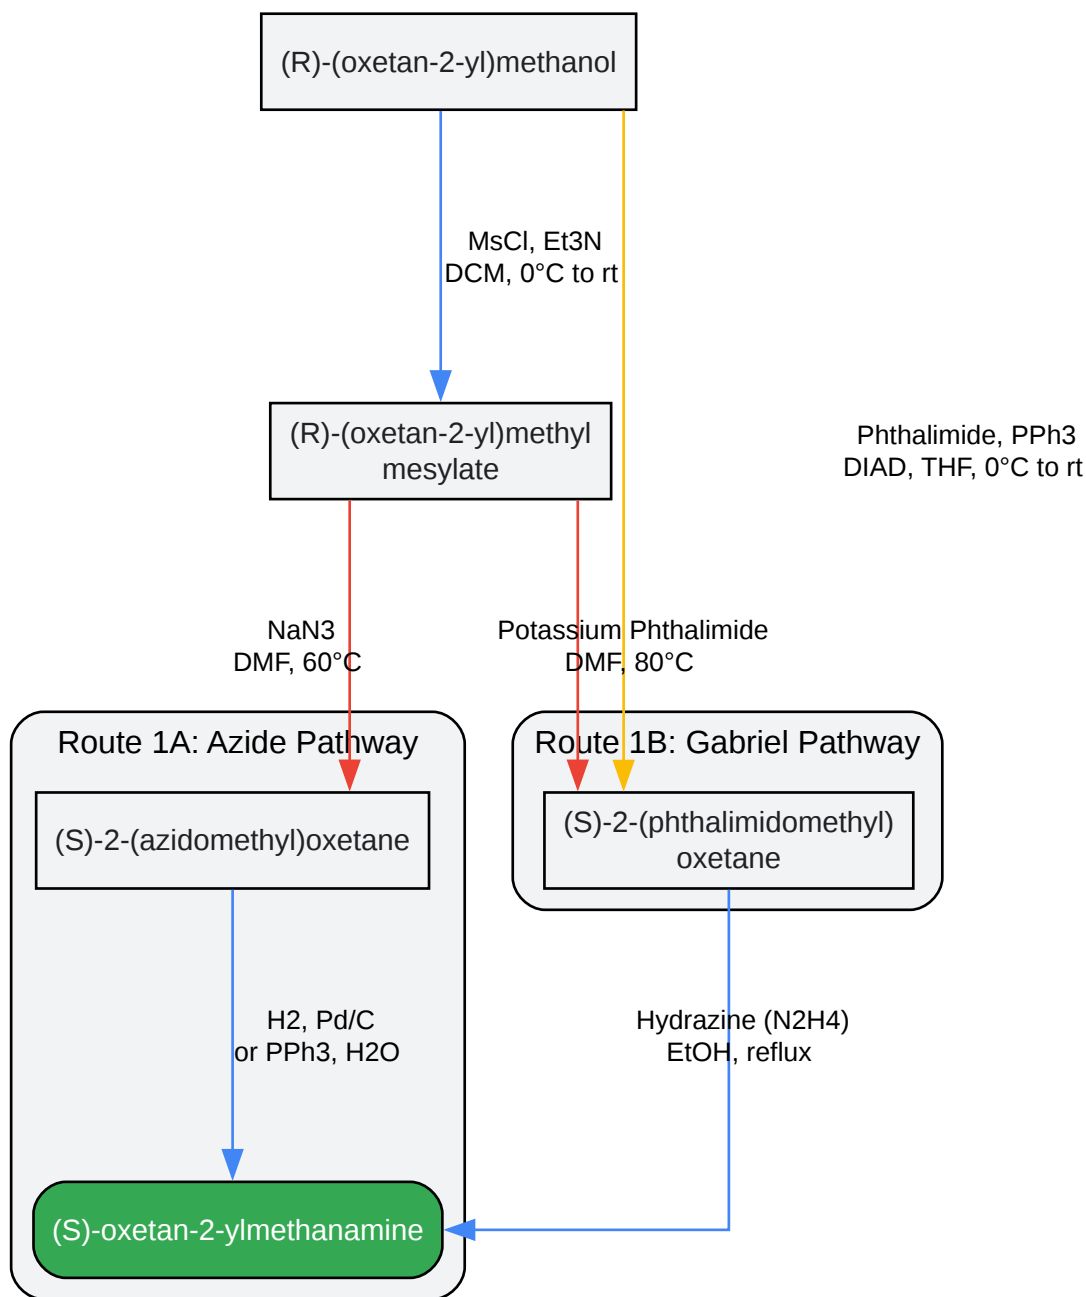 (R)-(oxetan-2-yl)methanol
MsCl, Et3N
DCM, 0°C to rt
(R)-(oxetan-2-yl)methyl
mesylate
Phthalimide, PPh3
DIAD, THF, 0°C to rt
NaN3
DMF, 60°C
Potassium Phthalimide
DMF, 80°C
Route 1A: Azide Pathway
(S)-2-(azidomethyl)oxetane
Route 1B: Gabriel Pathway
(S)-2-(phthalimidomethyl)
oxetane
H2, Pd/C
or PPh3, H2O
Hydrazine (N2H4)
EtOH, reflux
(S)-oxetan-2-ylmethanamine